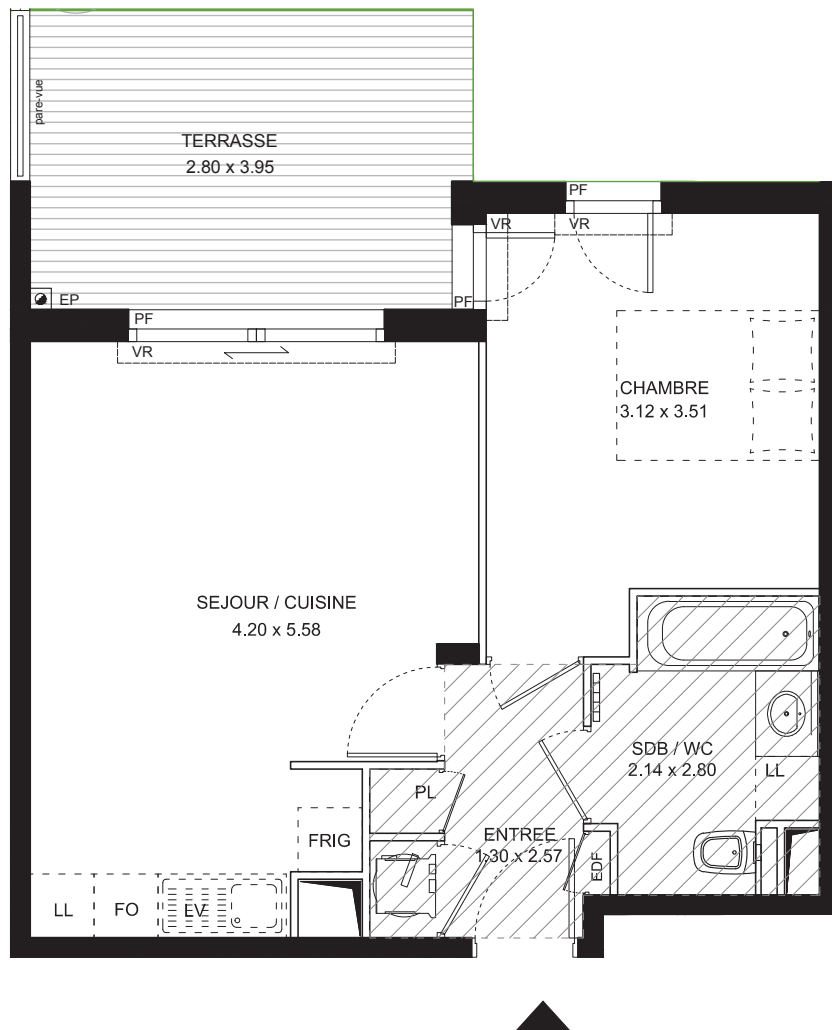 pare-vue
TERRASSE
2.80 x 3.95
PF
VR
VR
EP
PF
PF
VR
CHAMBRE
3.12 x 3.51
SEJOUR / CUISINE
4.20 x 5.58
SDB / WC
2.14 x 2.80
LL
PL
ENTREE
1.30 x 2.57
FRIG
EDF
LL
FO
EV